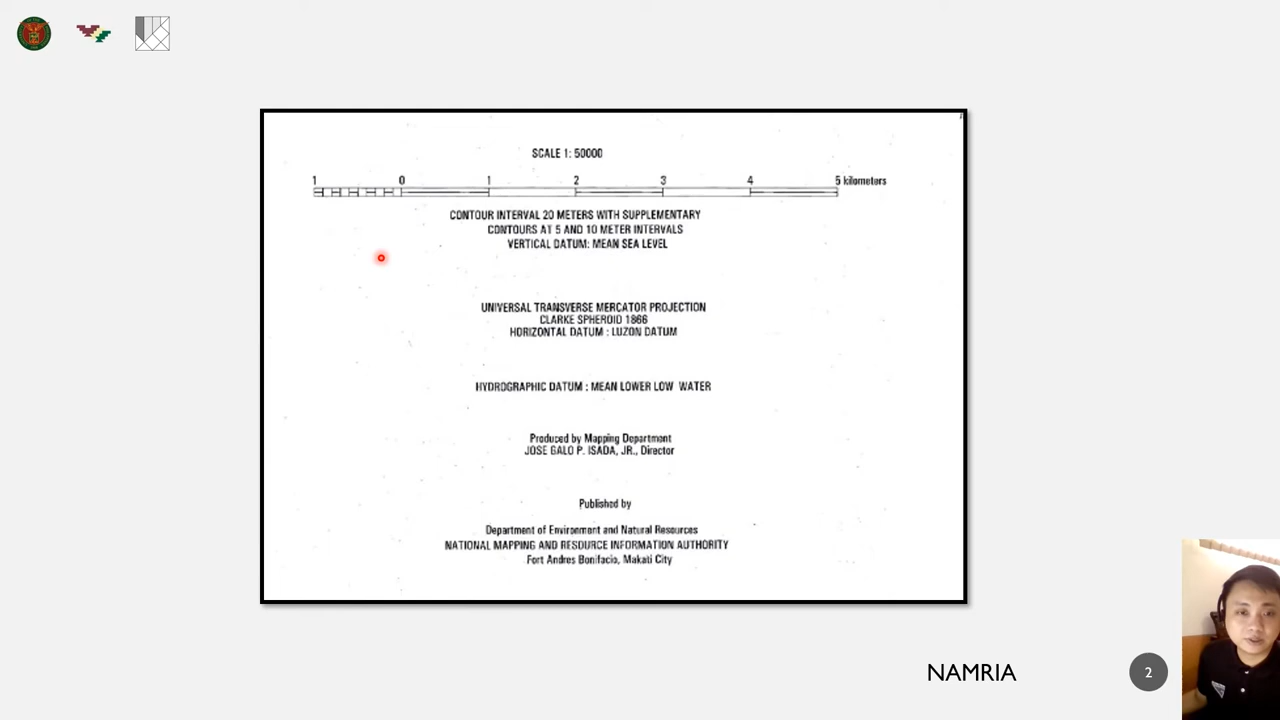 SCALE 1: 50000
1 0 1 2 3 4 5 kilometers
CONTOUR INTERVAL 20 METERS WITH SUPPLEMENTARY
CONTOURS AT 5 AND 10 METER INTERVALS
VERTICAL DATUM: MEAN SEA LEVEL
UNIVERSAL TRANSVERSE MERCATOR PROJECTION
CLARKE SPHEROID 1866
HORIZONTAL DATUM : LUZON DATUM
HYDROGRAPHIC DATUM : MEAN LOWER LOW WATER
Produced by Mapping Department
JOSE GALO P. ISADA, JR., Director
Published by
Department of Environment and Natural Resources
NATIONAL MAPPING AND RESOURCE INFORMATION AUTHORITY
Fort Andres Bonifacio, Makati City
NAMRIA
2